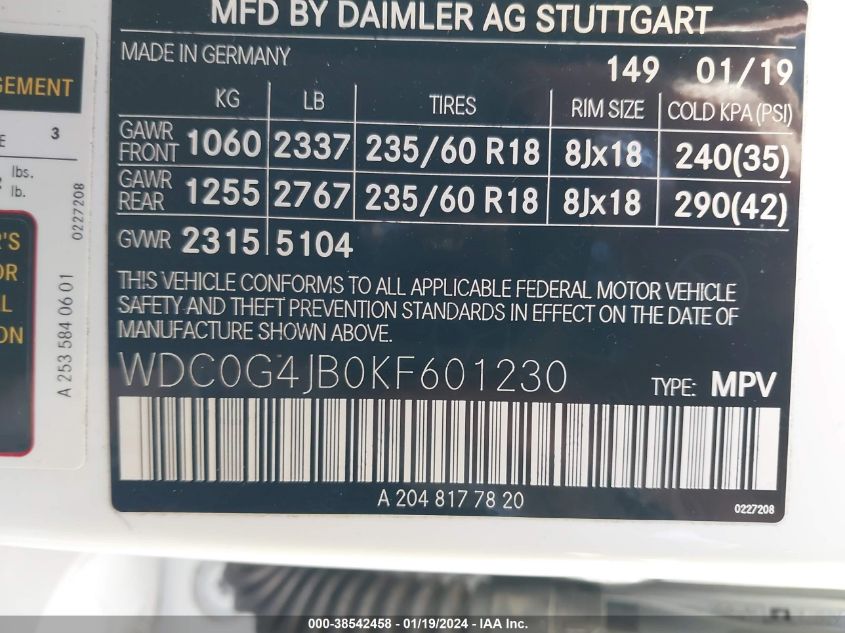 MFD BY DAIMLER AG STUTTGART
MADE IN GERMANY
149 01/19
KG LB TIRES RIM SIZE COLD KPA (PSI)
GAWR FRONT 1060 2337 235/60 R18 8Jx18 240(35)
GAWR REAR 1255 2767 235/60 R18 8Jx18 290(42)
GVWR 2315 5104
THIS VEHICLE CONFORMS TO ALL APPLICABLE FEDERAL MOTOR VEHICLE
SAFETY AND THEFT PREVENTION STANDARDS IN EFFECT ON THE DATE OF
MANUFACTURE SHOWN ABOVE.
WDC0G4JB0KF601230 TYPE: MPV
A 204 817 78 20
0227208
3
lbs.
lb.
0227208
A 253 584 06 01
000-38542458 - 01/19/2024 - IAA Inc.